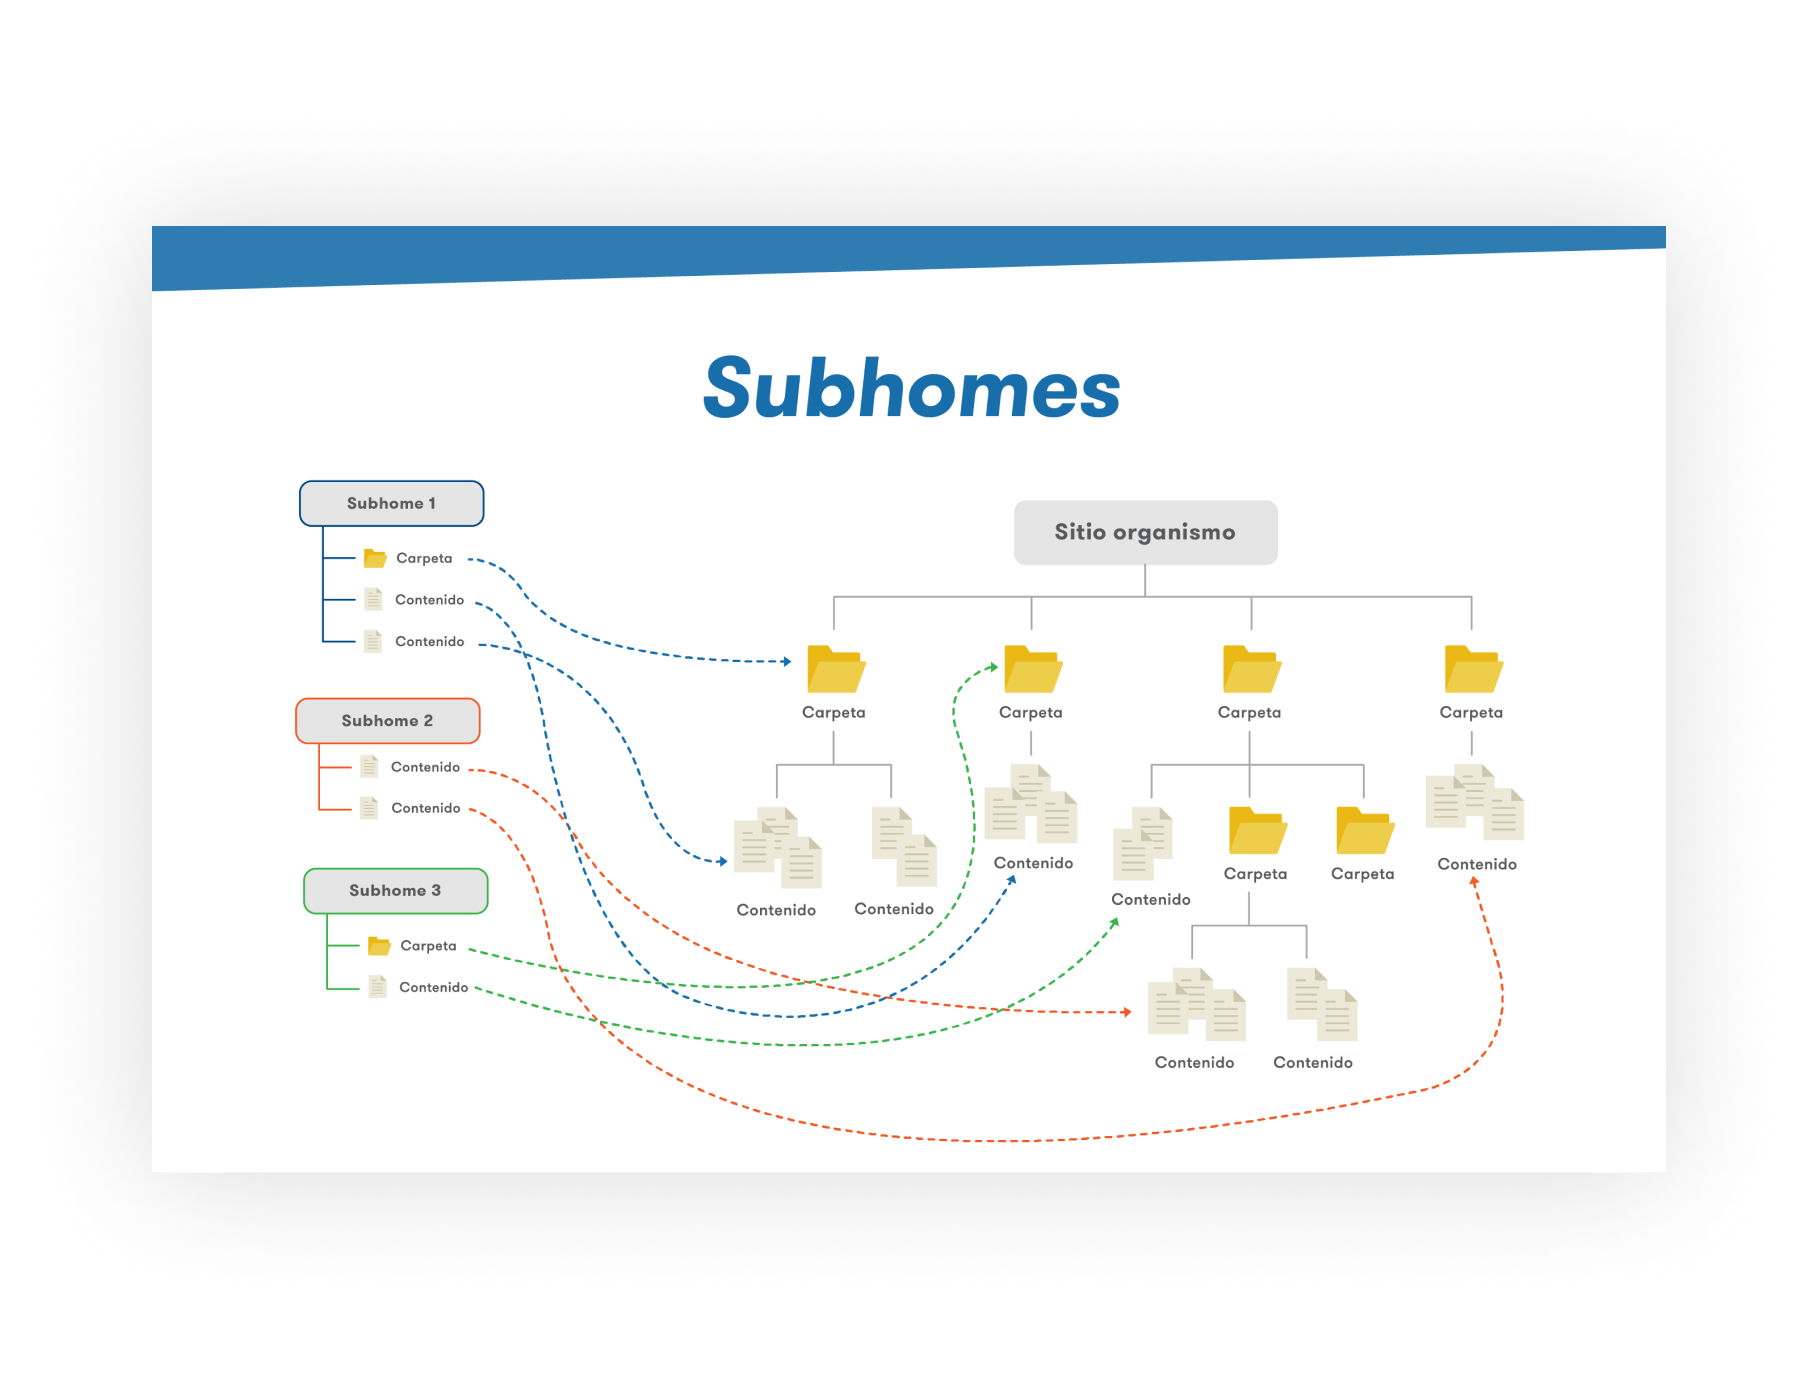 Subhomes
Subhome 1
Carpeta
Contenido
Contenido
Subhome 2
Contenido
Contenido
Subhome 3
Carpeta
Contenido
Sitio organismo
Carpeta
Carpeta
Carpeta
Carpeta
Contenido
Contenido
Contenido
Contenido
Carpeta
Carpeta
Contenido
Contenido
Contenido